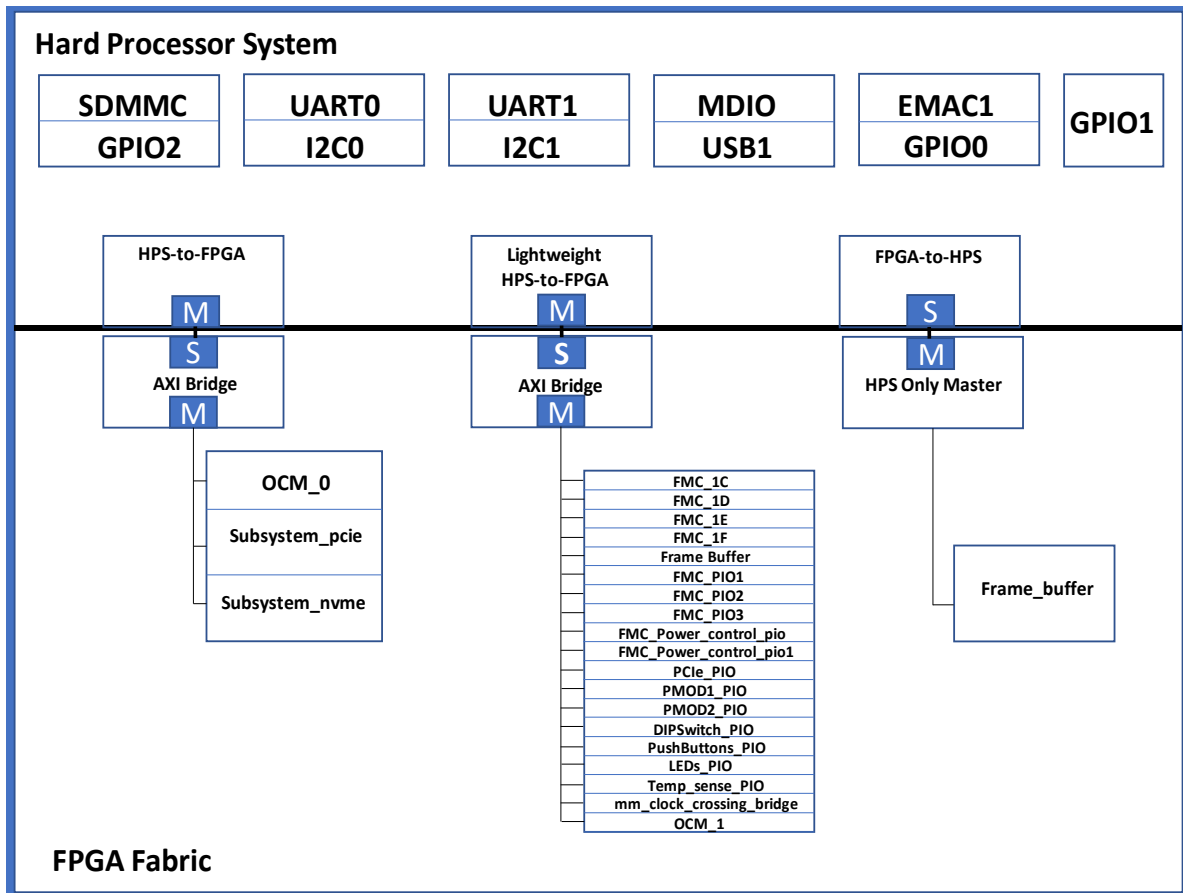 Hard Processor System
SDMMC
GPIO2
UART0
I2C0
UART1
I2C1
MDIO
USB1
EMAC1
GPIO0
GPIO1
HPS-to-FPGA
M
S
AXI Bridge
M
OCM_0
Subsystem_pcie
Subsystem_nvme
Lightweight
HPS-to-FPGA
M
S
AXI Bridge
M
FMC_1C
FMC_1D
FMC_1E
FMC_1F
Frame Buffer
FMC_PIO1
FMC_PIO2
FMC_PIO3
FMC_Power_control_pio
FMC_Power_control_pio1
PCIe_PIO
PMOD1_PIO
PMOD2_PIO
DIPSwitch_PIO
PushButtons_PIO
LEDs_PIO
Temp_sense_PIO
mm_clock_crossing_bridge
OCM_1
FPGA-to-HPS
S
M
HPS Only Master
Frame_buffer
FPGA Fabric